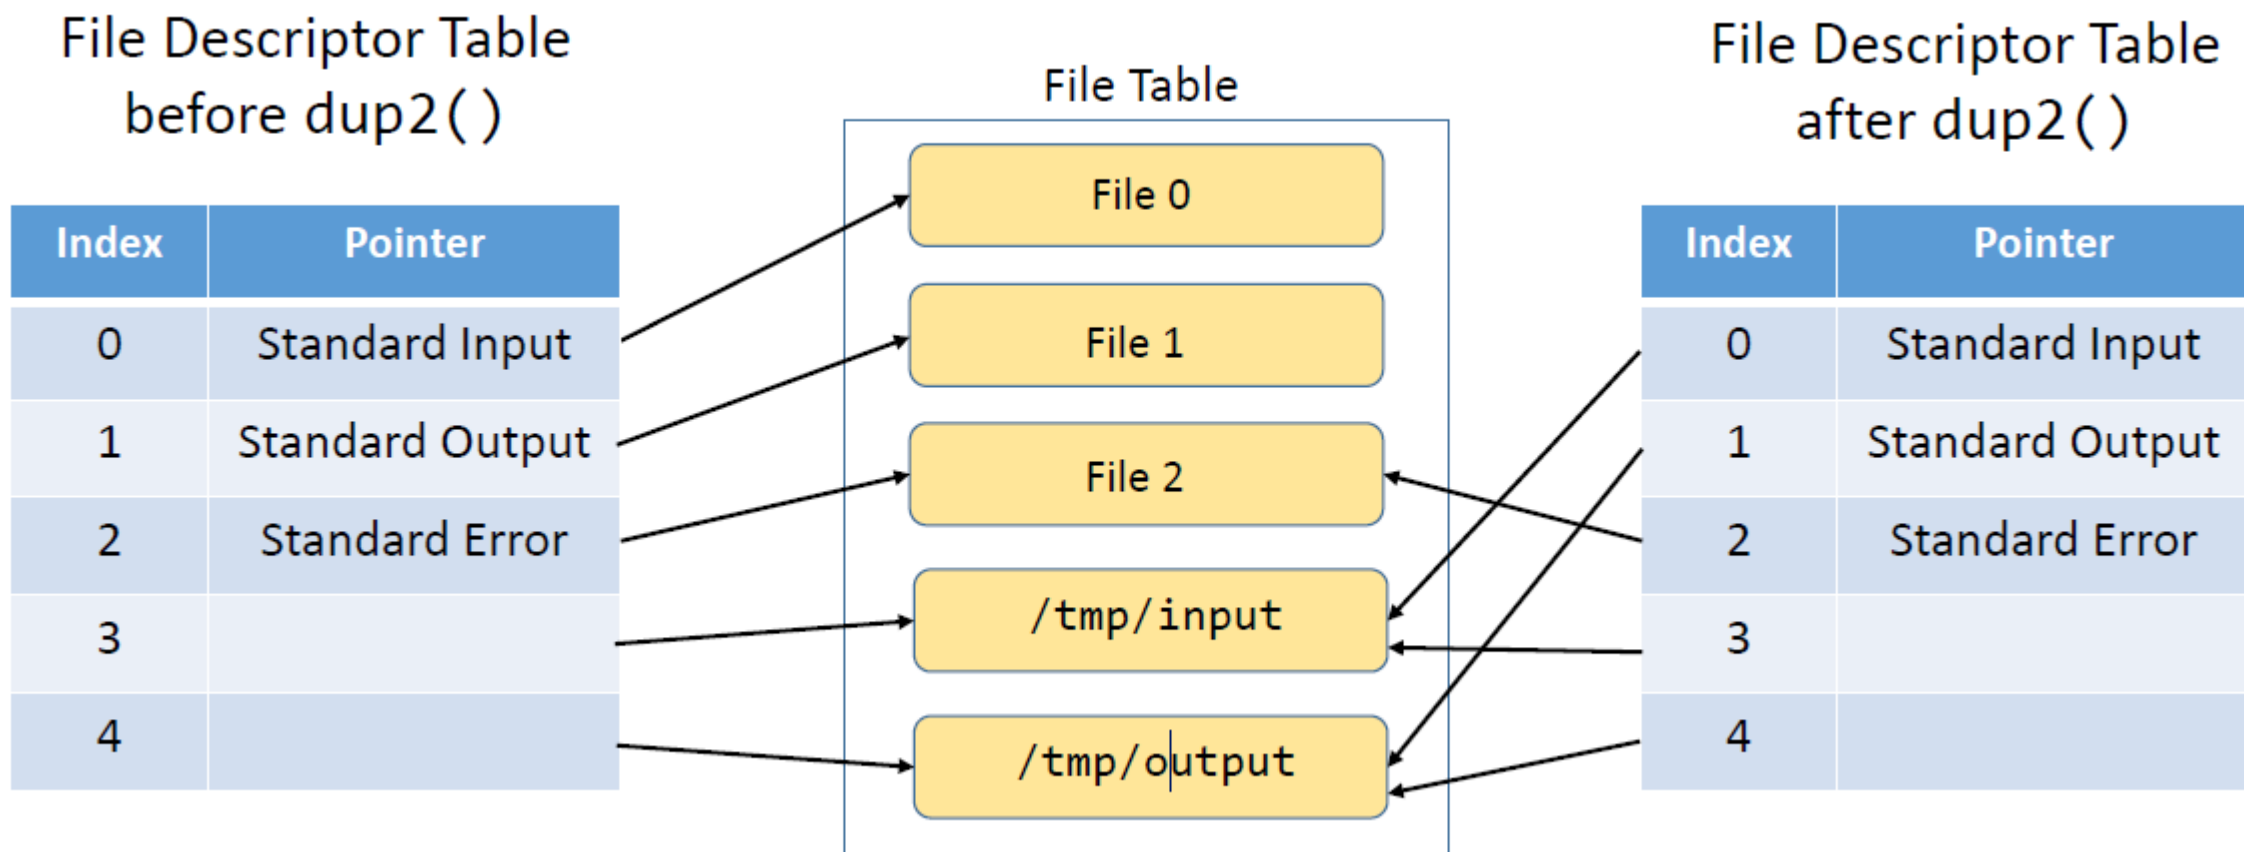 File Descriptor Table
before dup2()
Index Pointer
0 Standard Input
1 Standard Output
2 Standard Error
3
4
File Table
File 0
File 1
File 2
/tmp/input
/tmp/output
File Descriptor Table
after dup2()
Index Pointer
0 Standard Input
1 Standard Output
2 Standard Error
3
4